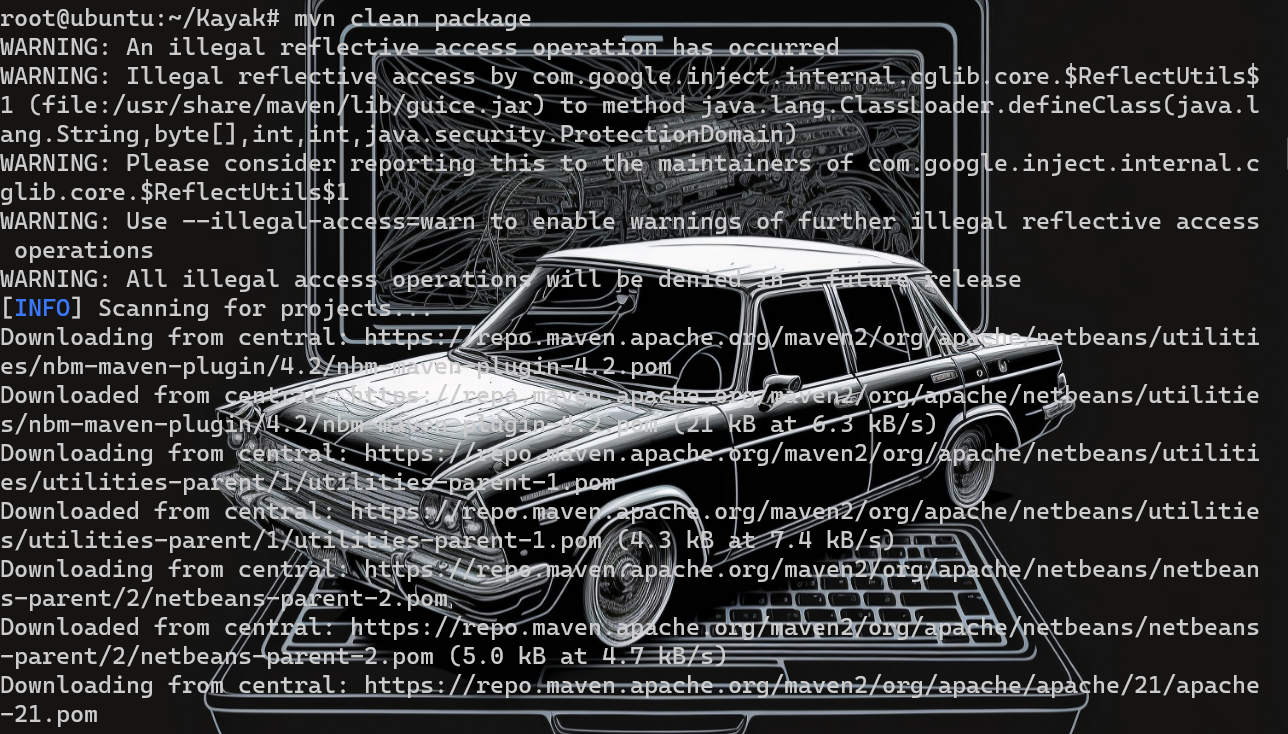 root@ubuntu:~/Kayak# mvn clean package
WARNING: An illegal reflective access operation has occurred
WARNING: Illegal reflective access by com.google.inject.internal.cglib.core.$ReflectUtils$
1 (file:/usr/share/maven/lib/guice.jar) to method java.lang.ClassLoader.defineClass(java.l
ang.String,byte[],int,int,java.security.ProtectionDomain)
WARNING: Please consider reporting this to the maintainers of com.google.inject.internal.c
glib.core.$ReflectUtils$1
WARNING: Use --illegal-access=warn to enable warnings of further illegal reflective access
 operations
WARNING: All illegal access operations will be denied in a future release
[INFO] Scanning for projects...
Downloading from central: https://repo.maven.apache.org/maven2/org/apache/netbeans/utiliti
es/nbm-maven-plugin/4.2/nbm-maven-plugin-4.2.pom
Downloaded from central: https://repo.maven.apache.org/maven2/org/apache/netbeans/utilitie
s/nbm-maven-plugin/4.2/nbm-maven-plugin-4.2.pom (21 kB at 6.3 kB/s)
Downloading from central: https://repo.maven.apache.org/maven2/org/apache/netbeans/utiliti
es/utilities-parent/1/utilities-parent-1.pom
Downloaded from central: https://repo.maven.apache.org/maven2/org/apache/netbeans/utilitie
s/utilities-parent/1/utilities-parent-1.pom (4.3 kB at 7.4 kB/s)
Downloading from central: https://repo.maven.apache.org/maven2/org/apache/netbeans/netbean
s-parent/2/netbeans-parent-2.pom
Downloaded from central: https://repo.maven.apache.org/maven2/org/apache/netbeans/netbeans
-parent/2/netbeans-parent-2.pom (5.0 kB at 4.7 kB/s)
Downloading from central: https://repo.maven.apache.org/maven2/org/apache/apache/21/apache
-21.pom